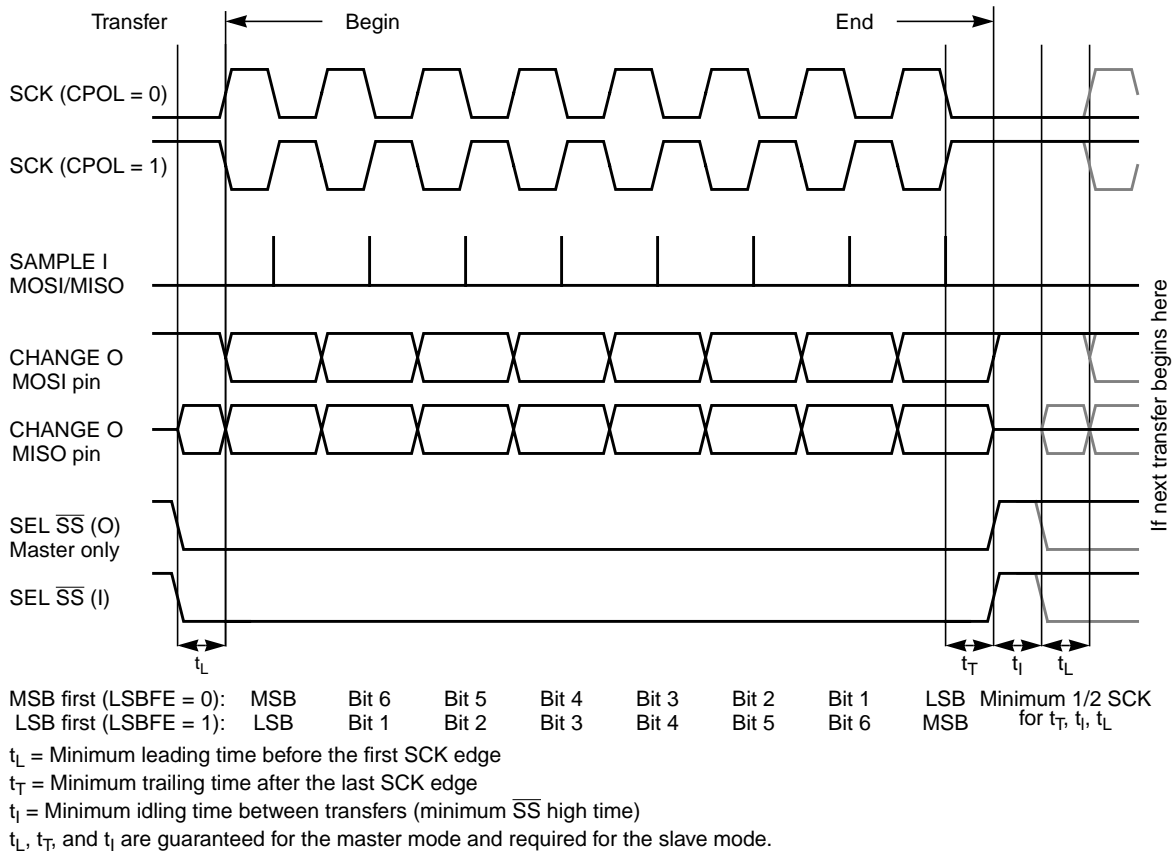 Transfer Begin End
SCK (CPOL = 0)
SCK (CPOL = 1)
SAMPLE I
MOSI/MISO
CHANGE O
MOSI pin
CHANGE O
MISO pin
SEL S̅S̅ (O)
Master only
SEL S̅S̅ (I)
If next transfer begins here
tL tT tI tL
MSB first (LSBFE = 0): MSB Bit 6 Bit 5 Bit 4 Bit 3 Bit 2 Bit 1 LSB Minimum 1/2 SCK
LSB first (LSBFE = 1): LSB Bit 1 Bit 2 Bit 3 Bit 4 Bit 5 Bit 6 MSB for tT, tI, tL
tL = Minimum leading time before the first SCK edge
tT = Minimum trailing time after the last SCK edge
tI = Minimum idling time between transfers (minimum S̅S̅ high time)
tL, tT, and tI are guaranteed for the master mode and required for the slave mode.